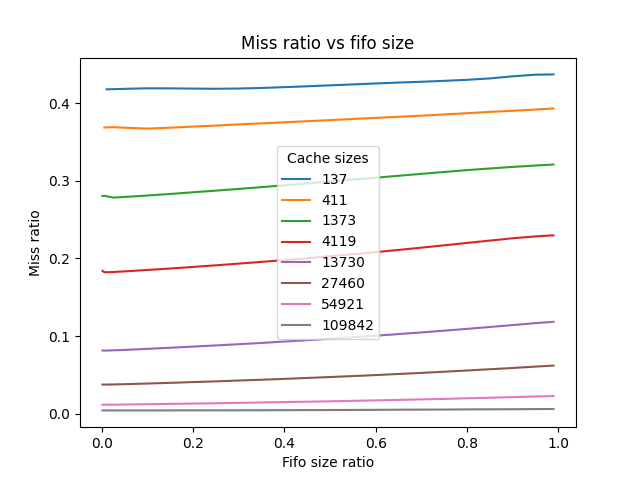 Miss ratio vs fifo size
Miss ratio
0.4
0.3
0.2
0.1
0.0
Cache sizes
137
411
1373
4119
13730
27460
54921
109842
0.0 0.2 0.4 0.6 0.8 1.0
Fifo size ratio